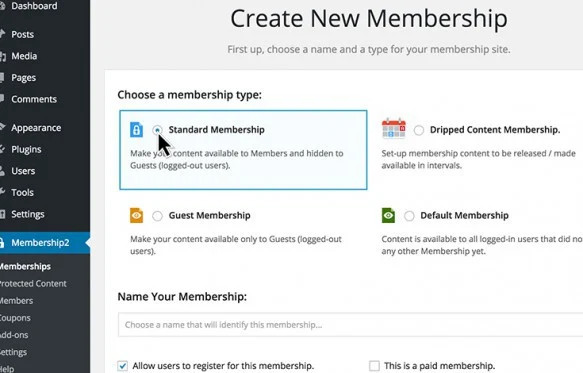 Dashboard
Posts
Media
Pages
Comments
Appearance
Plugins
Users
Tools
Settings
Membership2
Memberships
Protected Content
Members
Coupons
Add-ons
Settings
Help
Create New Membership
First up, choose a name and a type for your membership site.
Choose a membership type:
Standard Membership
Make your content available to Members and hidden to
Guests (logged-out users).
Dripped Content Membership.
Set-up membership content to be released / made
available in intervals.
Guest Membership
Make your content available only to Guests (logged-out
users).
Default Membership
Content is available to all logged-in users that did no
any other Membership yet.
Name Your Membership:
Choose a name that will identify this membership...
Allow users to register for this membership.
This is a paid membership.